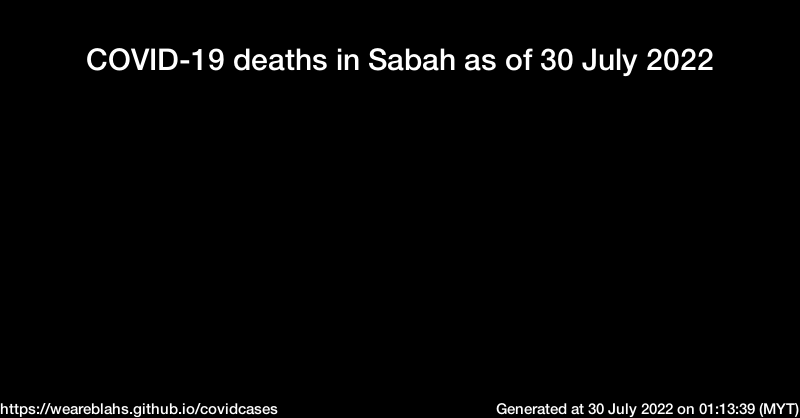 COVID-19 deaths in Sabah as of 30 July 2022
https://weareblahs.github.io/covidcases
Generated at 30 July 2022 on 01:13:39 (MYT)